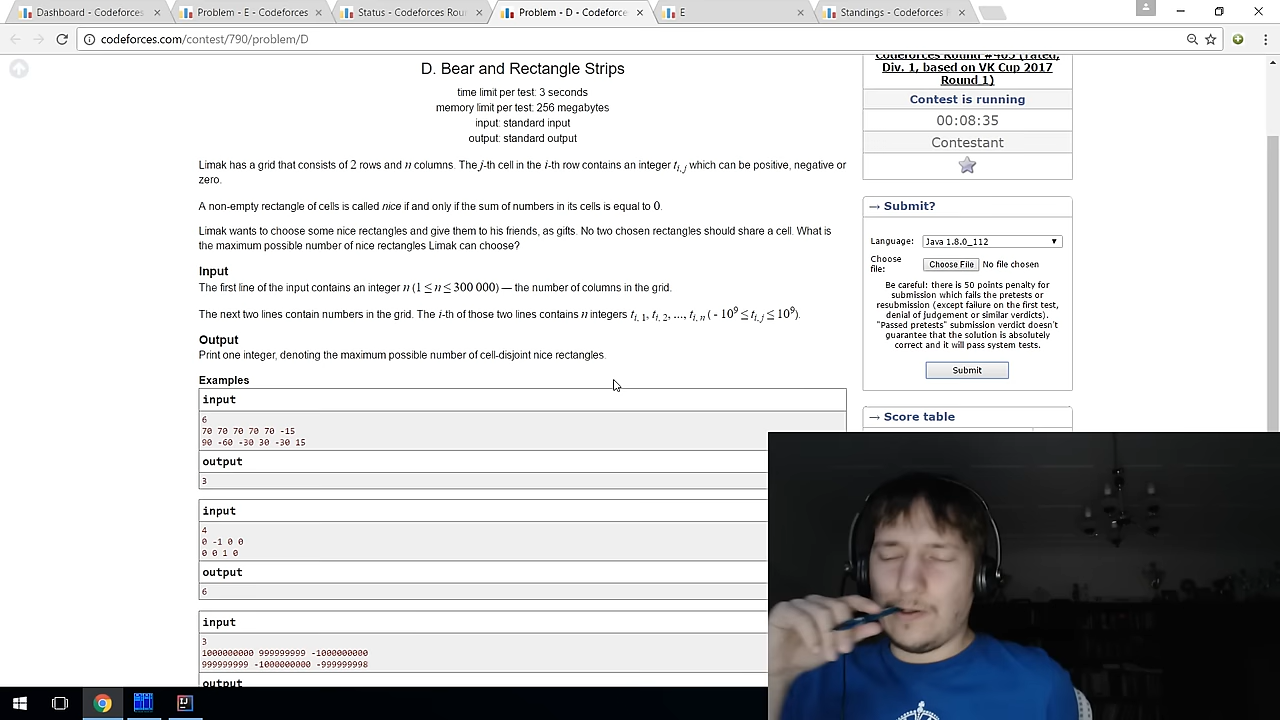 Dashboard - Codeforces
Problem - E - Codeforces
Status - Codeforces Rou
Problem - D - Codeforce
E
Standings - Codeforces
codeforces.com/contest/790/problem/D
D. Bear and Rectangle Strips
time limit per test: 3 seconds
memory limit per test: 256 megabytes
input: standard input
output: standard output
Limak has a grid that consists of 2 rows and n columns. The j-th cell in the i-th row contains an integer t_{i, j} which can be positive, negative or
zero.
A non-empty rectangle of cells is called nice if and only if the sum of numbers in its cells is equal to 0.
Limak wants to choose some nice rectangles and give them to his friends, as gifts. No two chosen rectangles should share a cell. What is
the maximum possible number of nice rectangles Limak can choose?
Input
The first line of the input contains an integer n (1 ≤ n ≤ 300 000) — the number of columns in the grid.
The next two lines contain numbers in the grid. The i-th of those two lines contains n integers t_{i, 1}, t_{i, 2}, ..., t_{i, n} ( - 10^9 ≤ t_{i, j} ≤ 10^9).
Output
Print one integer, denoting the maximum possible number of cell-disjoint nice rectangles.
Examples
input
6
70 70 70 70 70 -15
90 -60 -30 30 -30 15
output
3
input
4
0 -1 0 0
0 0 1 0
output
6
input
3
1000000000 999999999 -1000000000
999999999 -1000000000 -999999998
output
Codeforces Round #405 (rated,
Div. 1, based on VK Cup 2017
Round 1)
Contest is running
00:08:35
Contestant
→ Submit?
Language: Java 1.8.0_112
Choose
file: Choose File No file chosen
Be careful: there is 50 points penalty for
submission which fails the pretests or
resubmission (except failure on the first test,
denial of judgement or similar verdicts).
"Passed pretests" submission verdict doesn't
guarantee that the solution is absolutely
correct and it will pass system tests.
Submit
→ Score table